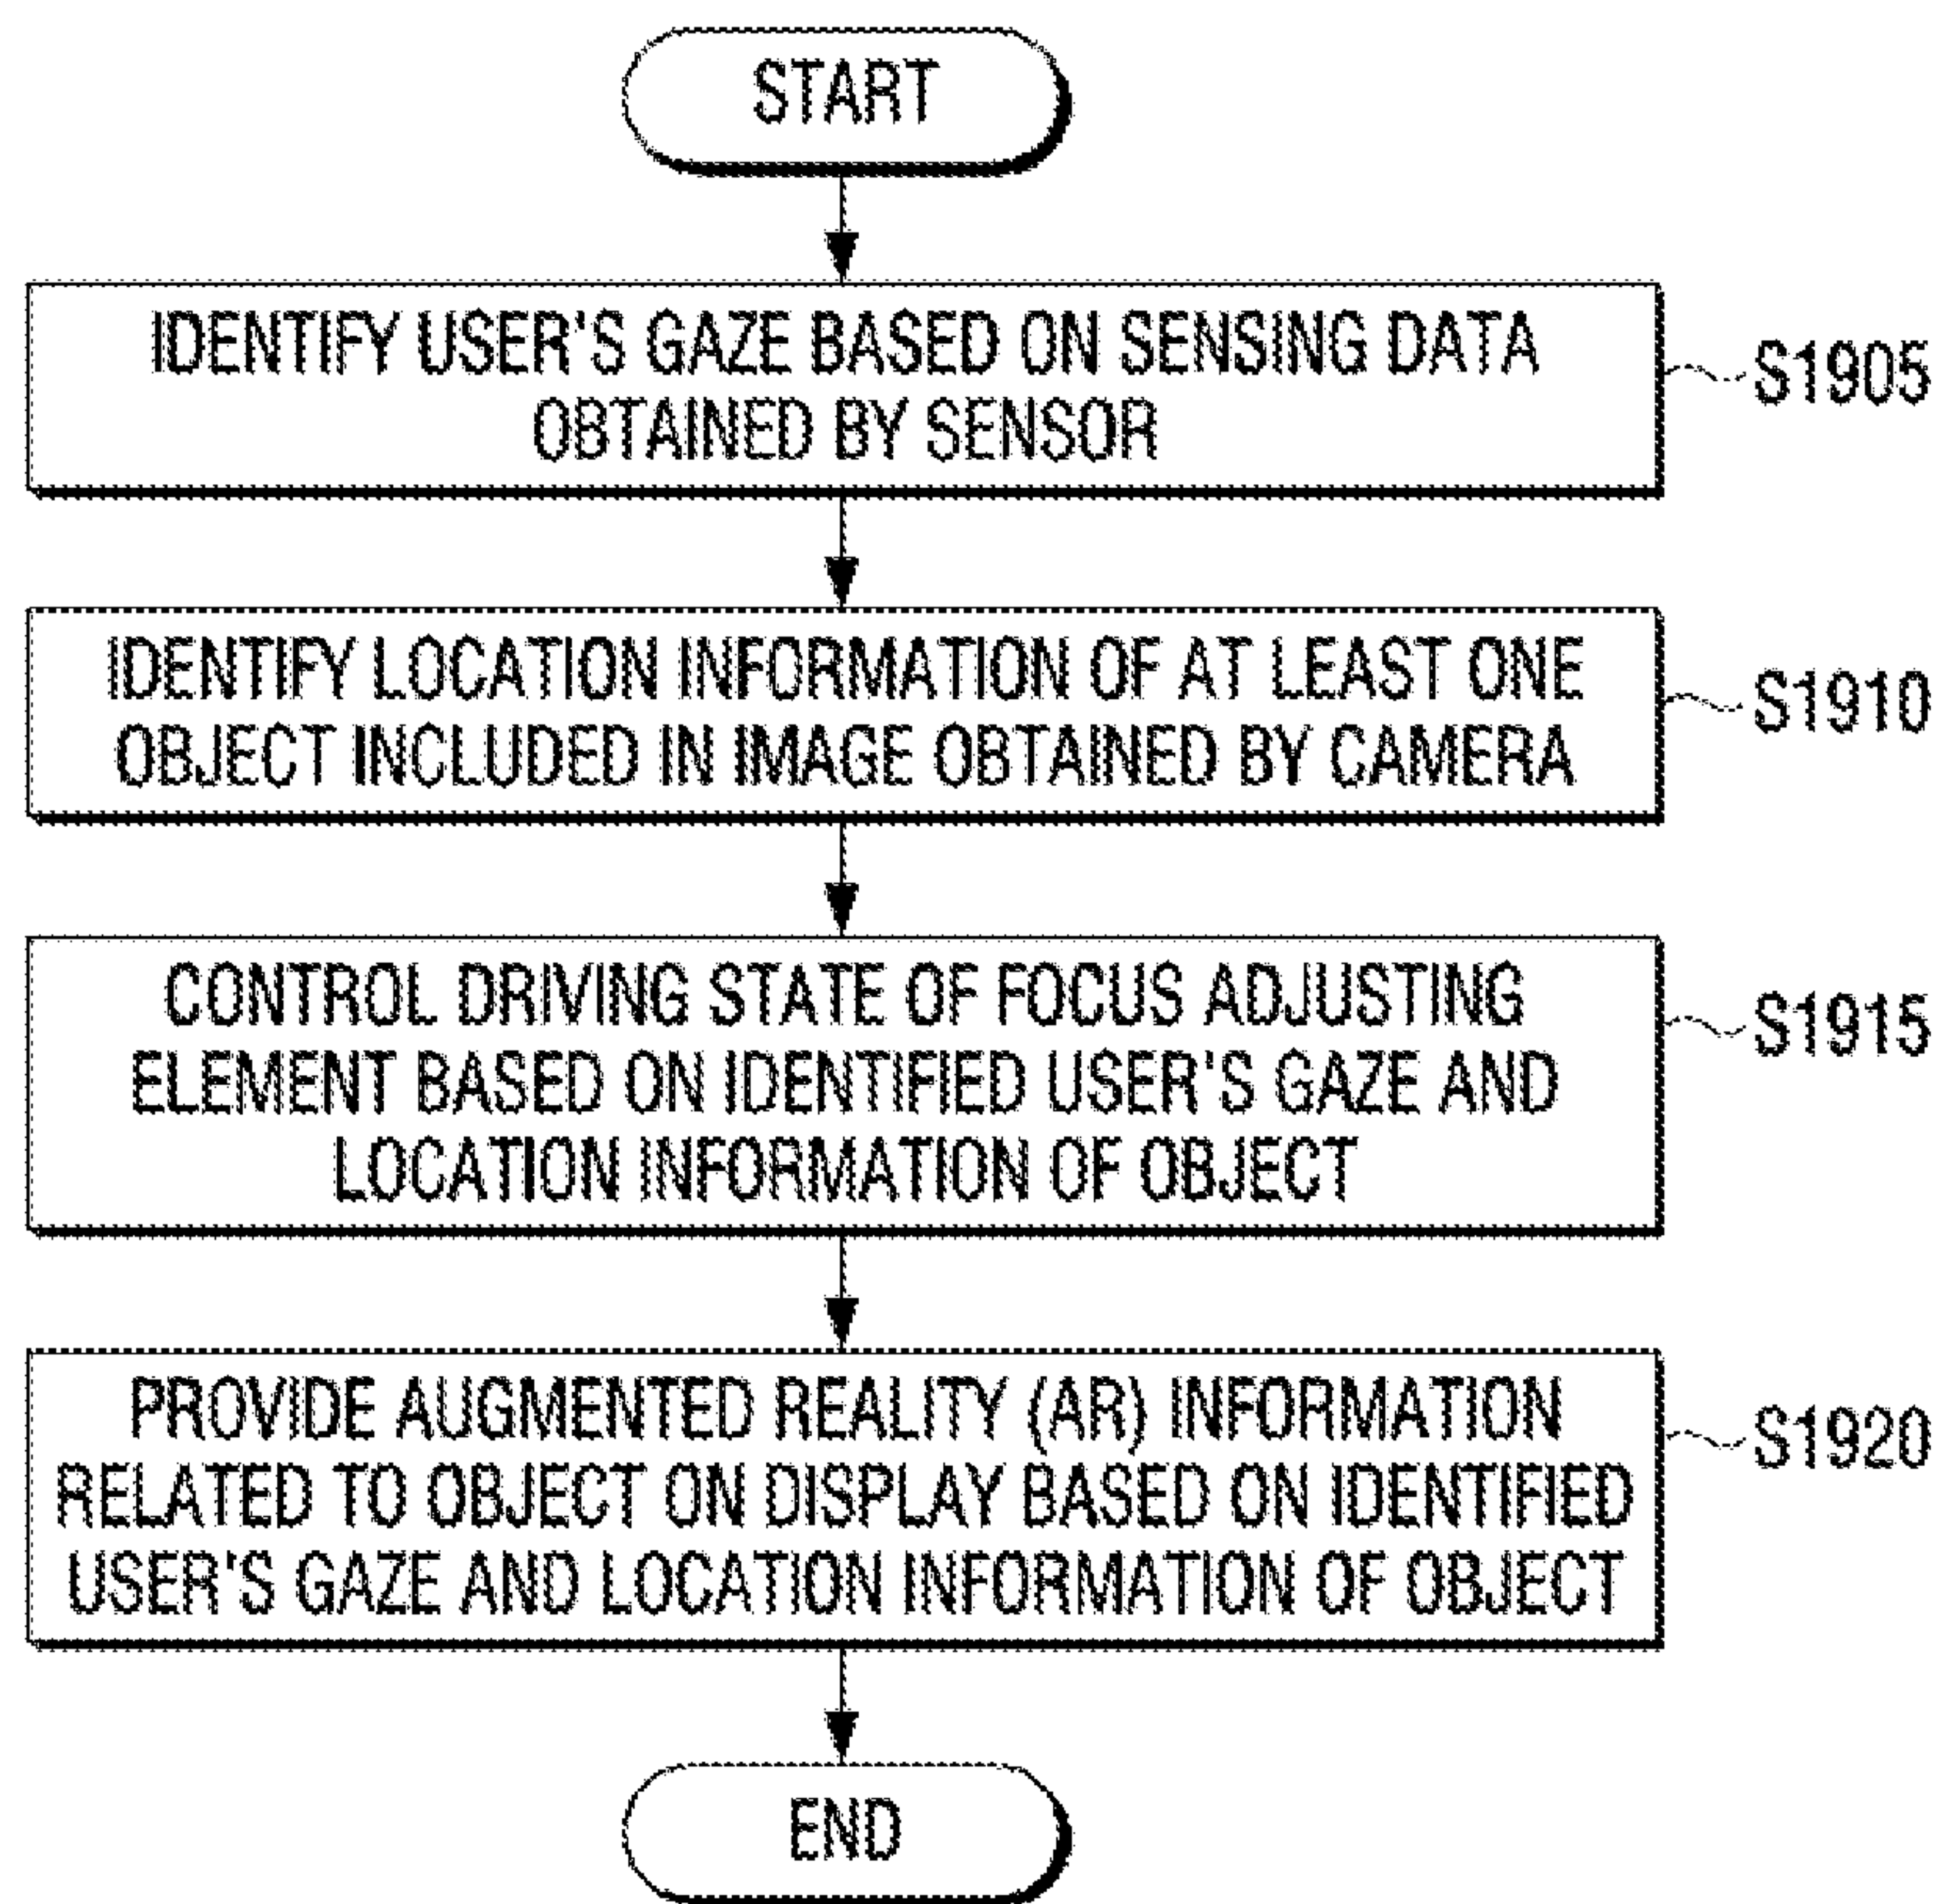 START
IDENTIFY USER'S GAZE BASED ON SENSING DATA
OBTAINED BY SENSOR
S1905
IDENTIFY LOCATION INFORMATION OF AT LEAST ONE
OBJECT INCLUDED IN IMAGE OBTAINED BY CAMERA
S1910
CONTROL DRIVING STATE OF FOCUS ADJUSTING
ELEMENT BASED ON IDENTIFIED USER'S GAZE AND
LOCATION INFORMATION OF OBJECT
S1915
PROVIDE AUGMENTED REALITY (AR) INFORMATION
RELATED TO OBJECT ON DISPLAY BASED ON IDENTIFIED
USER'S GAZE AND LOCATION INFORMATION OF OBJECT
S1920
END